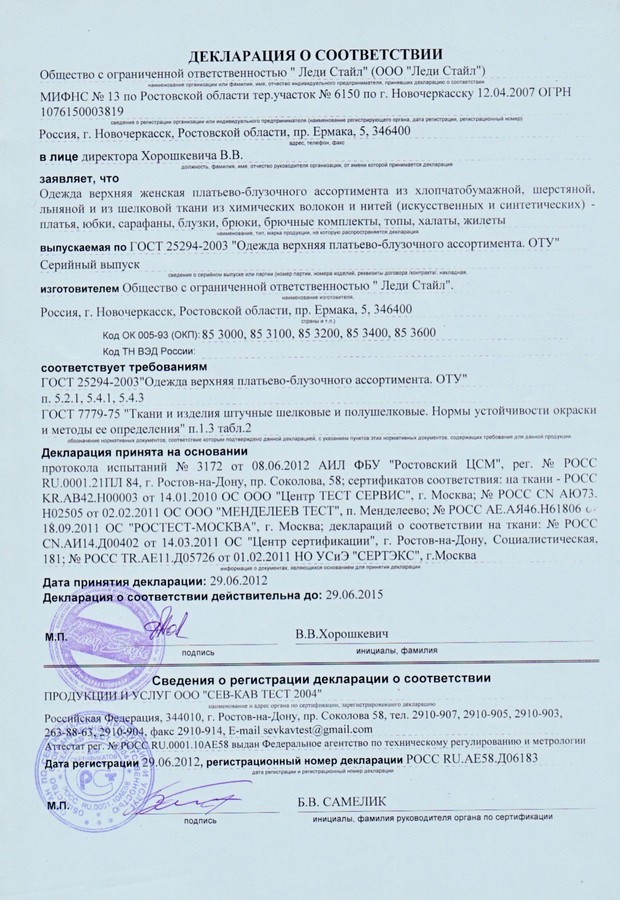 ДЕКЛАРАЦИЯ О СООТВЕТСТВИИ
Общество с ограниченной ответственностью " Леди Стайл" (ООО "Леди Стайл")
наименование организации или фамилия, имя, отчество индивидуального предпринимателя, принявших декларацию о соответствии
МИФНС № 13 по Ростовской области тер.участок № 6150 по г. Новочеркасску 12.04.2007 ОГРН
1076150003819
сведения о регистрации организации или индивидуального предпринимателя (наименование регистрирующего органа, дата регистрации, регистрационный номер)
Россия, г. Новочеркасск, Ростовской области, пр. Ермака, 5, 346400
адрес, телефон, факс
в лице директора Хорошкевича В.В.
должность, фамилия, имя, отчество руководителя организации, от имени которой принимается декларация
заявляет, что
Одежда верхняя женская платьево-блузочного ассортимента из хлопчатобумажной, шерстяной,
льняной и из шелковой ткани из химических волокон и нитей (искусственных и синтетических) -
платья, юбки, сарафаны, блузки, брюки, брючные комплекты, топы, халаты, жилеты
наименование, тип, марка продукции, на которую распространяется декларация
выпускаемая по ГОСТ 25294-2003 "Одежда верхняя платьево-блузочного ассортимента. ОТУ"
Серийный выпуск
сведения о серийном выпуске или партии (номер партии, номера изделий, реквизиты договора (контракта), накладная,
изготовителем Общество с ограниченной ответственностью " Леди Стайл".
наименование изготовителя,
Россия, г. Новочеркасск, Ростовской области, пр. Ермака, 5, 346400
страны и т.п.)
Код ОК 005-93 (ОКП): 85 3000, 85 3100, 85 3200, 85 3400, 85 3600
Код ТН ВЭД России:
соответствует требованиям
ГОСТ 25294-2003"Одежда верхняя платьево-блузочного ассортимента. ОТУ"
п. 5.2.1, 5.4.1, 5.4.3
ГОСТ 7779-75 "Ткани и изделия штучные шелковые и полушелковые. Нормы устойчивости окраски
и методы ее определения" п.1.3 табл.2
обозначение нормативных документов, соответствие которым подтверждено данной декларацией, с указанием пунктов этих нормативных документов, содержащих требования для данной продукции
Декларация принята на основании
протокола испытаний № 3172 от 08.06.2012 АИЛ ФБУ "Ростовский ЦСМ", рег. № РОСС
RU.0001.21ПЛ 84, г. Ростов-на-Дону, пр. Соколова, 58; сертификатов соответствия: на ткани - РОСС
KR.АВ42.Н00003 от 14.01.2010 ОС ООО "Центр ТЕСТ СЕРВИС", г. Москва; № РОСС CN АЮ73.
Н02505 от 02.02.2011 ОС ООО "МЕНДЕЛЕЕВ ТЕСТ", п. Менделеево; № РОСС АЕ.АЯ46.Н61806 с
18.09.2011 ОС "РОСТЕСТ-МОСКВА", г. Москва; деклараций о соответствии на ткани: № РОСС
CN.АИ14.Д00402 от 14.03.2011 ОС "Центр сертификации", г. Ростов-на-Дону, Социалистическая,
181; № РОСС TR.АЕ11.Д05726 от 01.02.2011 НО УСиЭ "СЕРТЭКС", г.Москва
информация о документах, являющихся основанием для принятия декларации
Дата принятия декларации: 29.06.2012
Декларация о соответствии действительна до: 29.06.2015
М.П.
В.В.Хорошкевич
подпись
инициалы, фамилия
Сведения о регистрации декларации о соответствии
ПРОДУКЦИИ И УСЛУГ ООО "СЕВ-КАВ ТЕСТ 2004"
наименование и адрес органа по сертификации, зарегистрировавшего декларацию
Российская Федерация, 344010, г. Ростов-на-Дону, пр. Соколова 58, тел. 2910-907, 2910-905, 2910-903,
263-88-63, 2910-904, факс 2910-914, E-mail sevkavtest@gmail.com
Аттестат рег. № РОСС RU.0001.10АЕ58 выдан Федеральное агентство по техническому регулированию и метрологии
Дата регистрации 29.06.2012, регистрационный номер декларации РОСС RU.АЕ58.Д06183
дата регистрации и регистрационный номер декларации
М.П.
Б.В. САМЕЛИК
подпись
инициалы, фамилия руководителя органа по сертификации